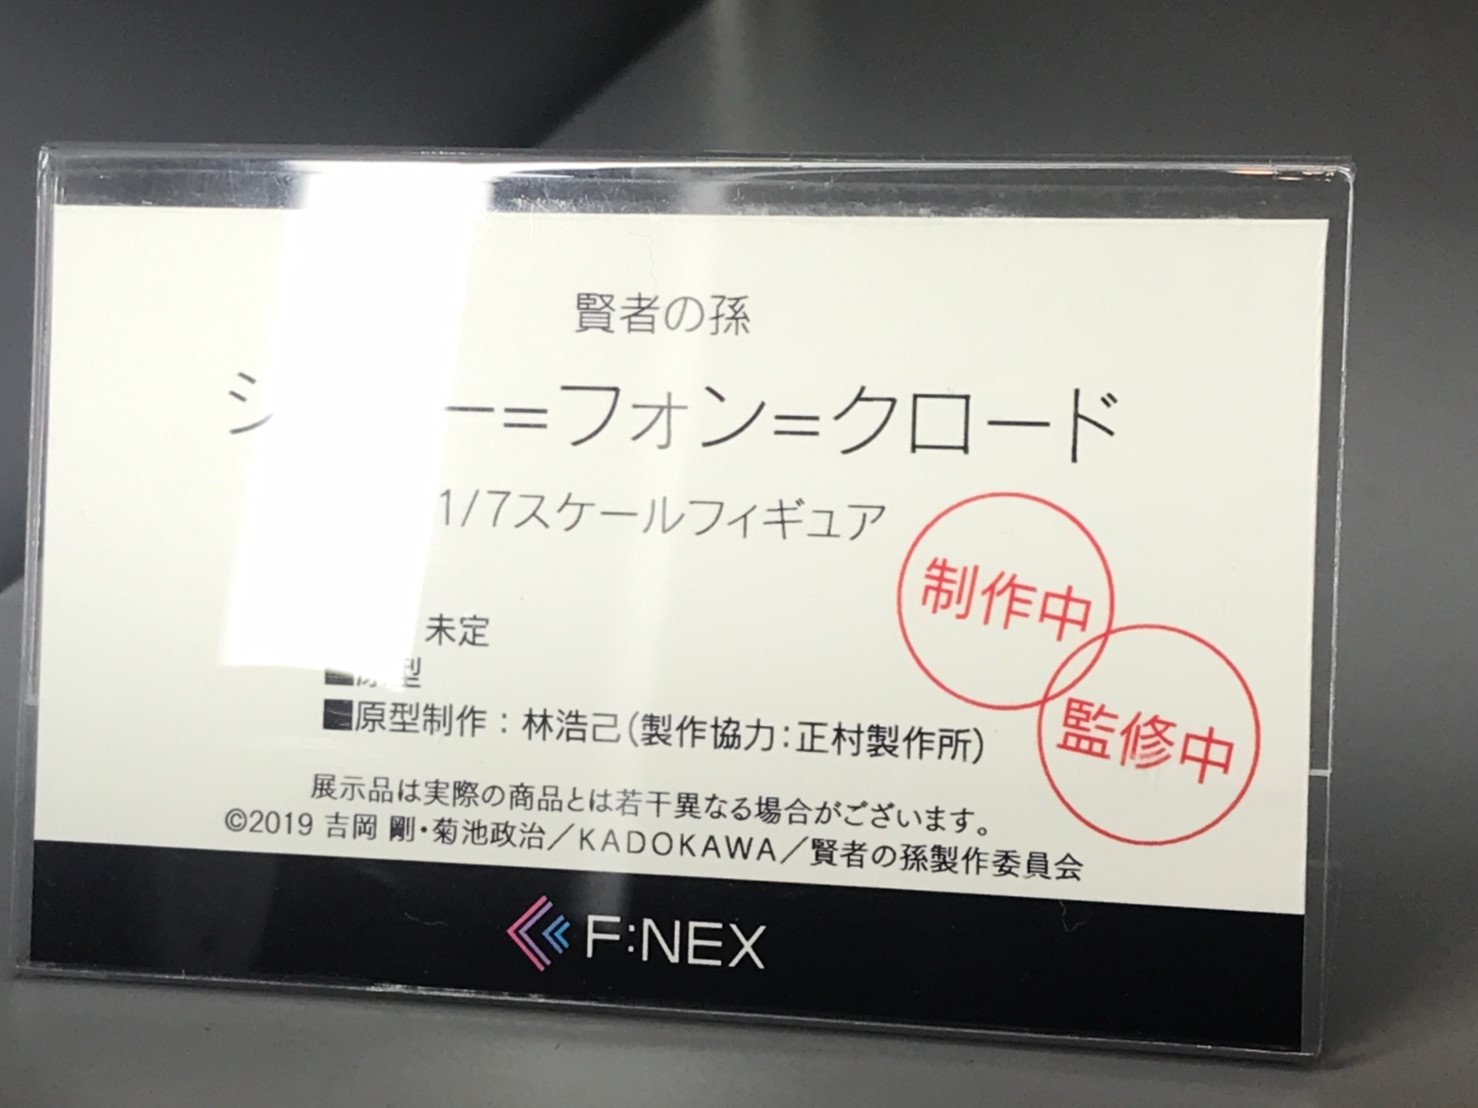 賢者の孫
=フォン=クロード
1/7スケールフィギュア
制作中
監修中
未定
■原型制作：林浩己(製作協力：正村製作所)
展示品は実際の商品とは若干異なる場合がございます。
©2019 吉岡 剛・菊池政治／KADOKAWA／賢者の孫製作委員会
F:NEX